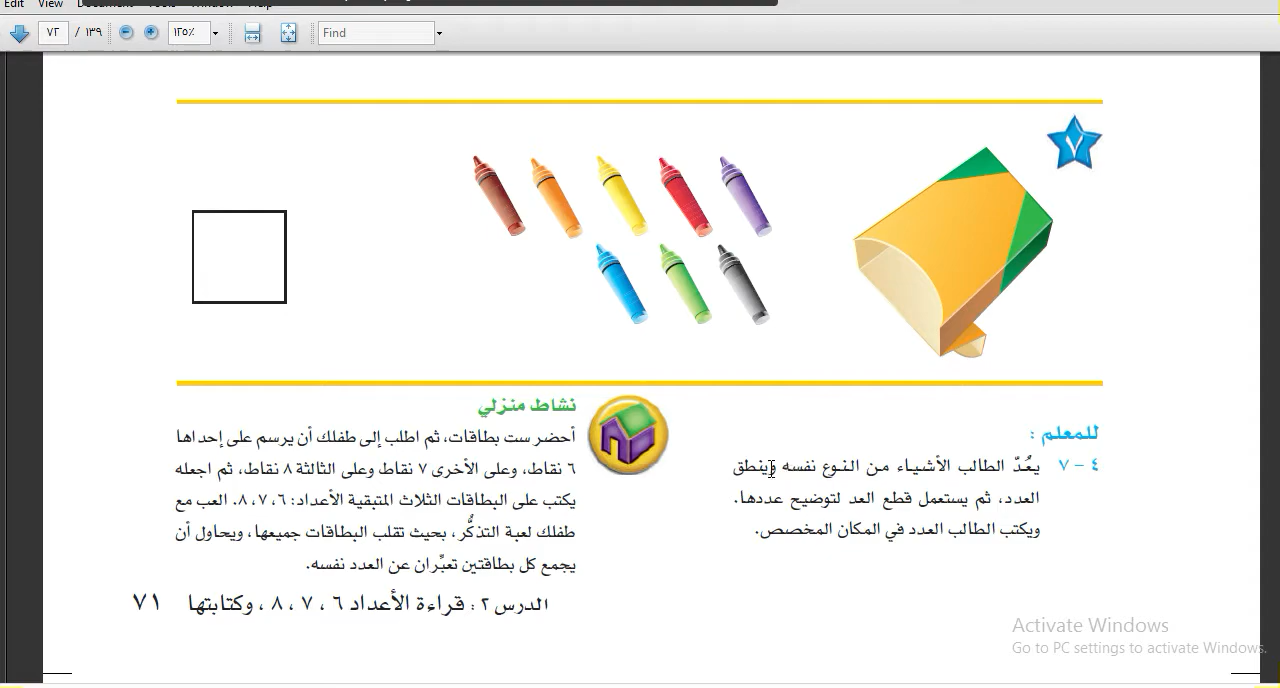 Edit View
٧٣ / ١٣٩ ١٢٥٪ Find
٧
للمعلم :
٤ – ٧ يعُدّ الطالب الأشياء من النوع نفسه وينطق
العدد، ثم يستعمل قطع العد لتوضيح عددها.
ويكتب الطالب العدد في المكان المخصص.
نشاط منزلي
أحضر ست بطاقات، ثم اطلب إلى طفلك أن يرسم على إحداها
٦ نقاط، وعلى الأخرى ٧ نقاط وعلى الثالثة ٨ نقاط، ثم اجعله
يكتب على البطاقات الثلاث المتبقية الأعداد: ٦، ٧، ٨. العب مع
طفلك لعبة التذكُّر، بحيث تقلب البطاقات جميعها، ويحاول أن
يجمع كل بطاقتين تعبِّران عن العدد نفسه.
الدرس ٢ : قراءة الأعداد ٦ ، ٧ ، ٨ ، وكتابتها ٧١
Activate Windows
Go to PC settings to activate Windows.